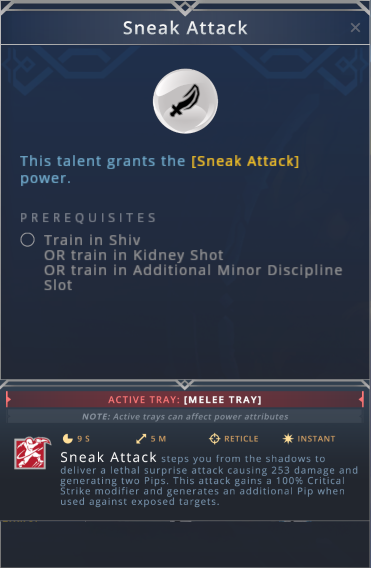 Sneak Attack
This talent grants the [Sneak Attack]
power.
PREREQUISITES
Train in Shiv
OR train in Kidney Shot
OR train in Additional Minor Discipline
Slot
ACTIVE TRAY: [MELEE TRAY]
NOTE: Active trays can affect power attributes
9 S 5 M RETICLE INSTANT
Sneak Attack steps you from the shadows to
deliver a lethal surprise attack causing 253 damage and
generating two Pips. This attack gains a 100% Critical
Strike modifier and generates an additional Pip when
used against exposed targets.